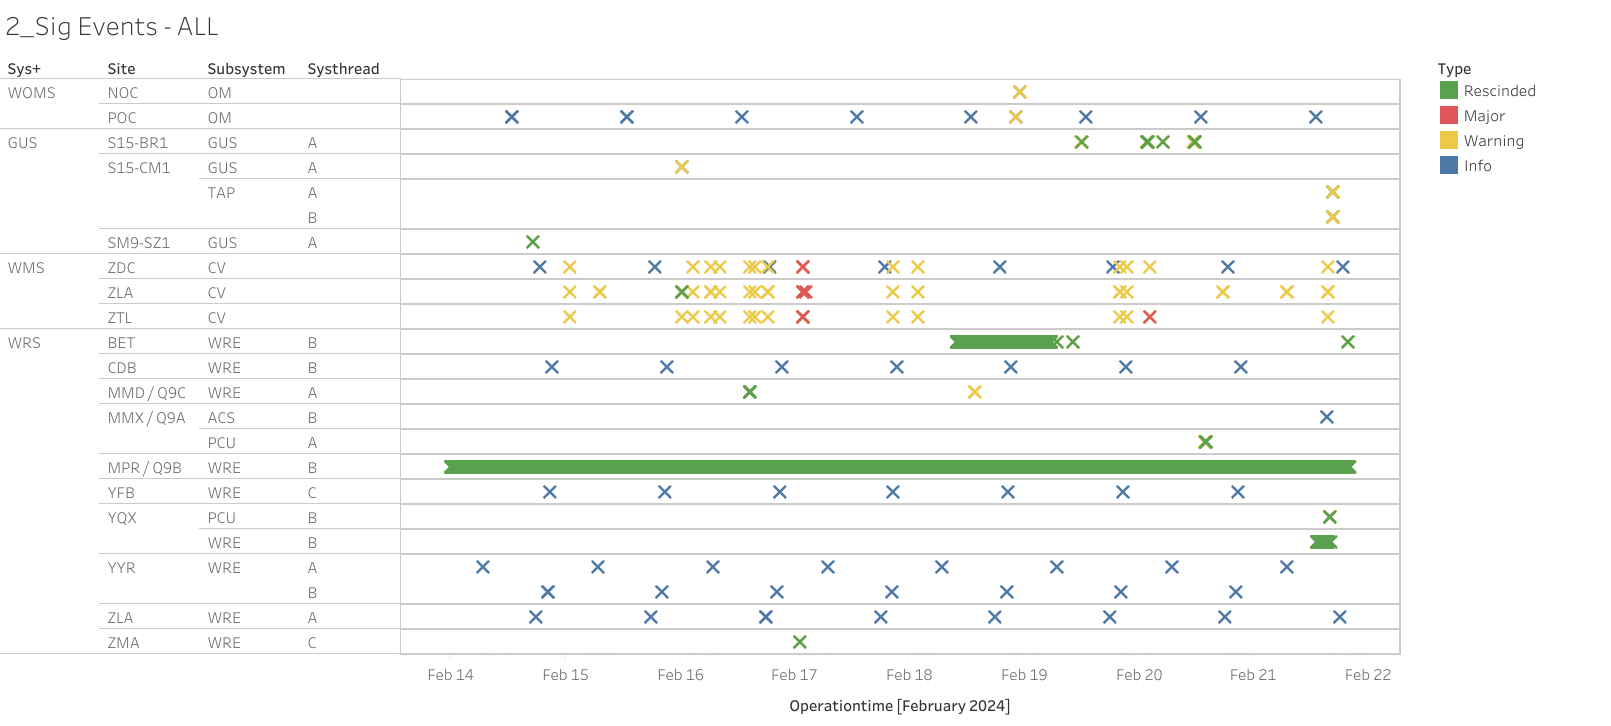 2_Sig Events - ALL
Sys+ Site Subsystem Systhread
Type
WOMS NOC OM
Rescinded
POC OM
Major
GUS S15-BR1 GUS A
Warning
S15-CM1 GUS A
Info
TAP A
B
SM9-SZ1 GUS A
WMS ZDC CV
ZLA CV
ZTL CV
WRS BET WRE B
CDB WRE B
MMD / Q9C WRE A
MMX / Q9A ACS B
PCU A
MPR / Q9B WRE B
YFB WRE C
YQX PCU B
WRE B
YYR WRE A
B
ZLA WRE A
ZMA WRE C
Feb 14 Feb 15 Feb 16 Feb 17 Feb 18 Feb 19 Feb 20 Feb 21 Feb 22
Operationtime [February 2024]